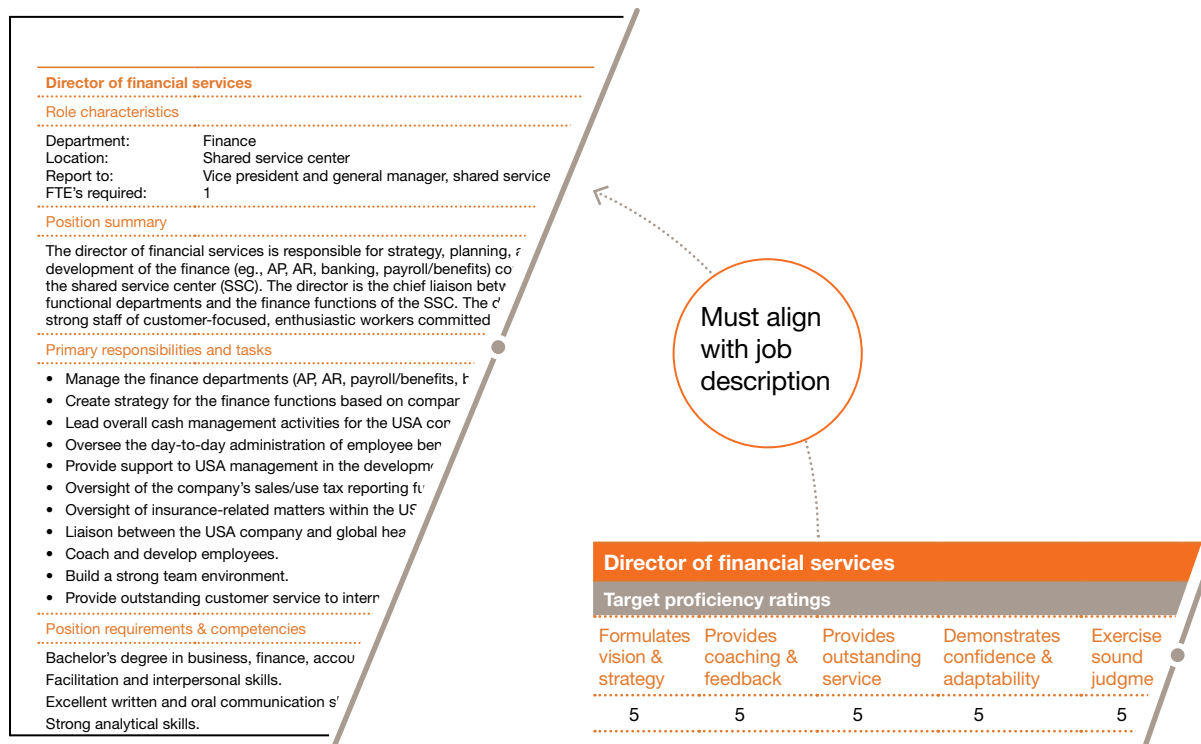 Director of financial services
Role characteristics
Department: Finance
Location: Shared service center
Report to: Vice president and general manager, shared service
FTE's required: 1
Position summary
The director of financial services is responsible for strategy, planning,
development of the finance (eg., AP, AR, banking, payroll/benefits)
the shared service center (SSC). The director is the chief liaison
functional departments and the finance functions of the SSC. The
strong staff of customer-focused, enthusiastic workers committed
Primary responsibilities and tasks
• Manage the finance departments (AP, AR, payroll/benefits,
• Create strategy for the finance functions based on
• Lead overall cash management activities for the USA
• Oversee the day-to-day administration of employee
• Provide support to USA management in the
• Oversight of the company's sales/use tax reporting
• Oversight of insurance-related matters within the
• Liaison between the USA company and global
• Coach and develop employees.
• Build a strong team environment.
• Provide outstanding customer service to
Position requirements & competencies
Bachelor's degree in business, finance,
Facilitation and interpersonal skills.
Excellent written and oral communication
Strong analytical skills.
Must align
with job
description
Director of financial services
Target proficiency ratings
Formulates vision & strategy
Provides coaching & feedback
Provides outstanding service
Demonstrates confidence & adaptability
Exercise sound
5 5 5 5 5